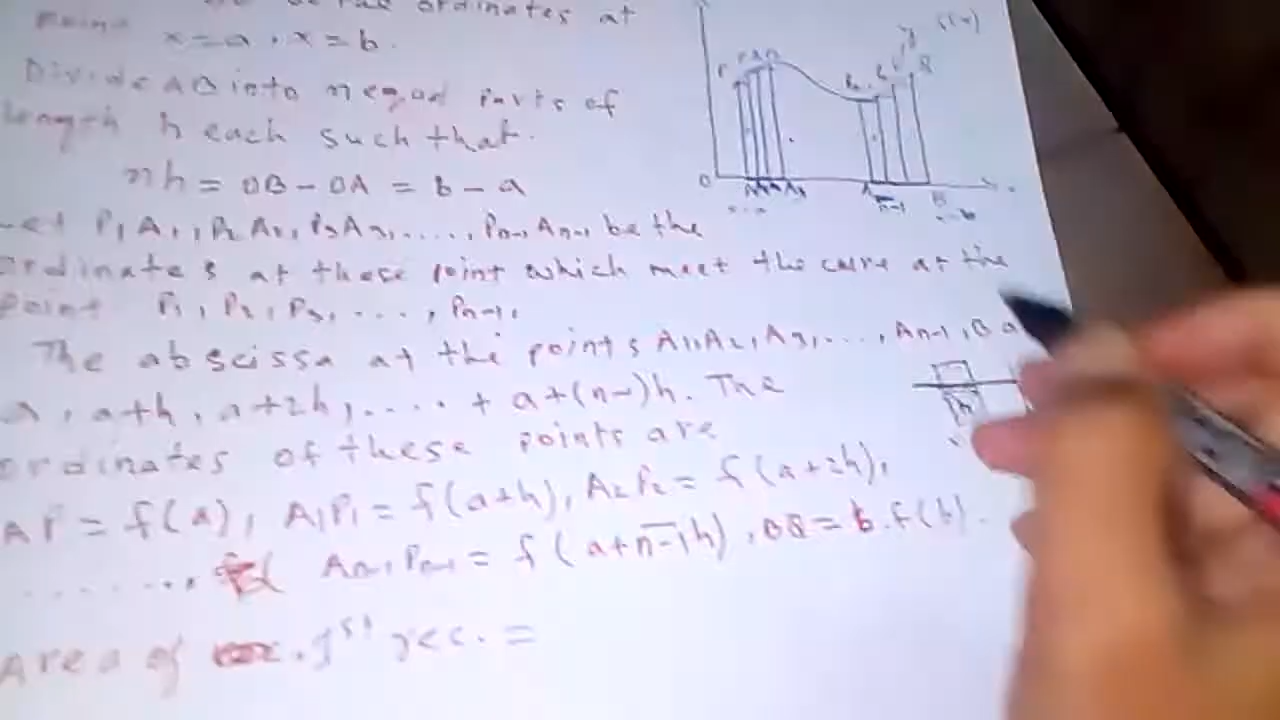 ordinates at
x=a, x=b.
Divide AB into n equal Parts of
length h each such that.
nh = OB - OA = b - a
Let P1A1, P2A2, P3A3, ....., Pn-1An-1 be the
ordinates at these point which meet the curve at the
Point P1, P2, P3, ...., Pn-1,
The abscissa at the points A1, A2, A3, ..., An-1, B a
a, a+h, a+2h, ..... + a+(n-)h. The
ordinates of these points are
AP = f(a), A1P1 = f(a+h), A2P2 = f(a+2h),
........, An-1Pn-1 = f(a+n-1h), BQ = b.f(b).
Area of 1st rec. =